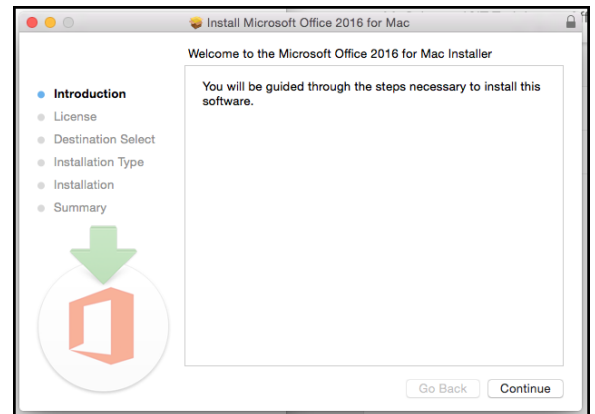 Install Microsoft Office 2016 for Mac
Welcome to the Microsoft Office 2016 for Mac Installer
Introduction
License
Destination Select
Installation Type
Installation
Summary
You will be guided through the steps necessary to install this
software.
Go Back
Continue